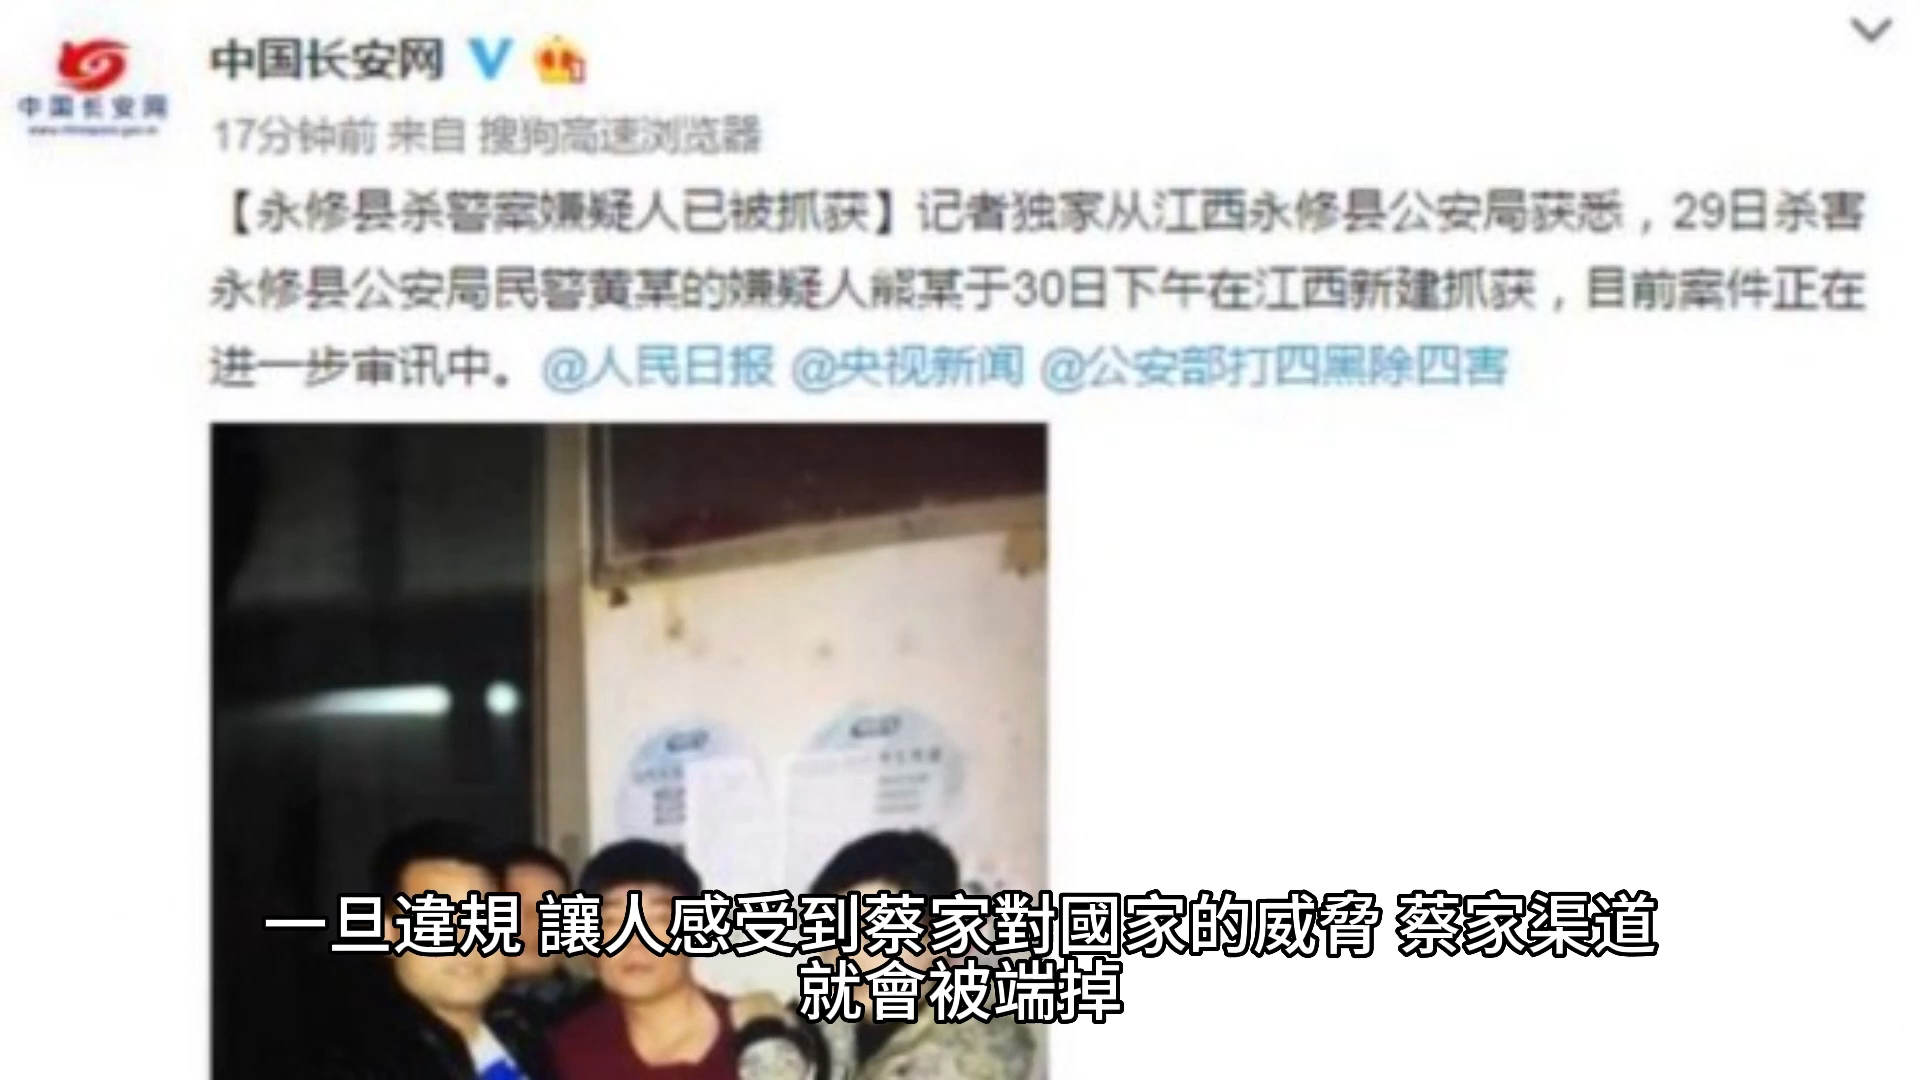 中国长安网
中国长安网
17分钟前 来自 搜狗高速浏览器
【永修县杀警案嫌疑人已被抓获】记者独家从江西永修县公安局获悉，29日杀害
永修县公安局民警黄某的嫌疑人熊某于30日下午在江西新建抓获，目前案件正在
进一步审讯中。@人民日报 @央视新闻 @公安部打四黑除四害
一旦違規 讓人感受到蔡家對國家的威脅 蔡家渠道
就會被端掉